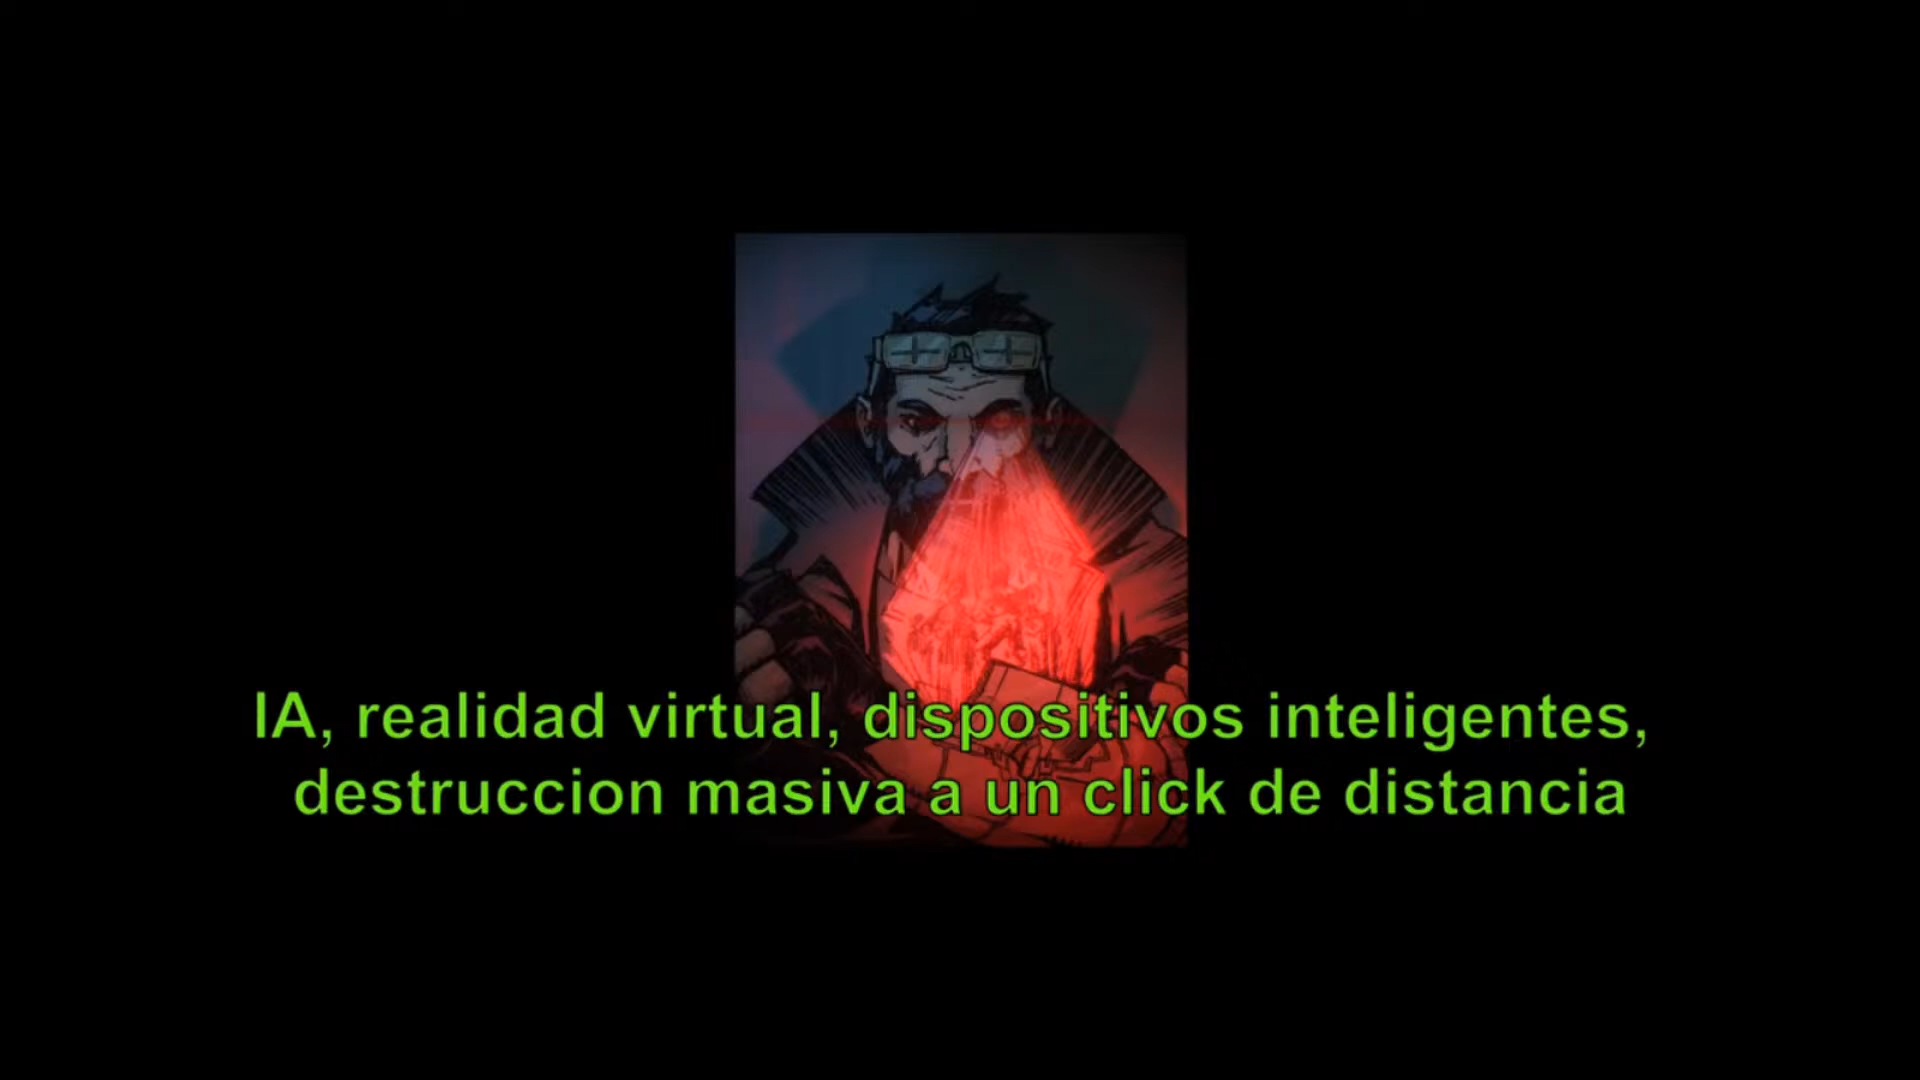 IA, realidad virtual, dispositivos inteligentes,
destruccion masiva a un click de distancia